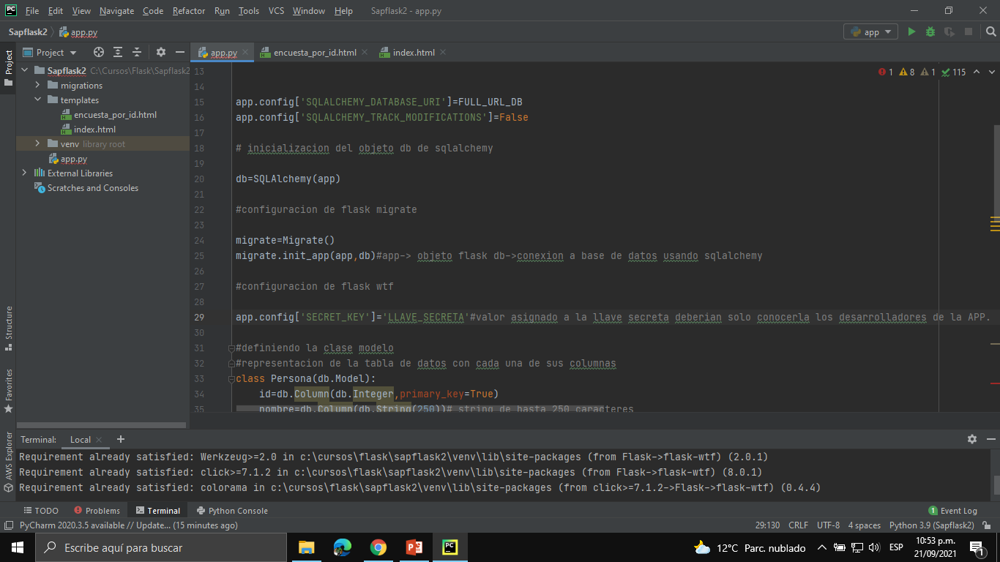 File Edit View Navigate Code Refactor Run Tools VCS Window Help Sapflask2 - app.py
Sapflask2 app.py app
Project app.py encuesta_por_id.html index.html
Project
Sapflask2 C:\Cursos\Flask\Sapflask2
migrations
templates
encuesta_por_id.html
index.html
venv library root
app.py
External Libraries
Scratches and Consoles
1 8 1 115
13
14
15 app.config['SQLALCHEMY_DATABASE_URI']=FULL_URL_DB
16 app.config['SQLALCHEMY_TRACK_MODIFICATIONS']=False
17
18 # inicializacion del objeto db de sqlalchemy
19
20 db=SQLAlchemy(app)
21
22 #configuracion de flask migrate
23
24 migrate=Migrate()
25 migrate.init_app(app,db)#app-> objeto flask db->conexion a base de datos usando sqlalchemy
26
27 #configuracion de flask wtf
28
29 app.config['SECRET_KEY']='LLAVE_SECRETA'#valor asignado a la llave secreta deberian solo conocerla los desarrolladores de la APP.
30
31 #definiendo la clase modelo
32 #representacion de la tabla de datos con cada una de sus columnas
33 class Persona(db.Model):
34 id=db.Column(db.Integer,primary_key=True)
35 nombre=db.Column(db.String(250))# string de hasta 250 caracteres
Structure
Favorites
AWS Explorer
Terminal: Local
Requirement already satisfied: Werkzeug>=2.0 in c:\cursos\flask\sapflask2\venv\lib\site-packages (from Flask->flask-wtf) (2.0.1)
Requirement already satisfied: click>=7.1.2 in c:\cursos\flask\sapflask2\venv\lib\site-packages (from Flask->flask-wtf) (8.0.1)
Requirement already satisfied: colorama in c:\cursos\flask\sapflask2\venv\lib\site-packages (from click>=7.1.2->Flask->flask-wtf) (0.4.4)
TODO Problems Terminal Python Console 1 Event Log
PyCharm 2020.3.5 available // Update... (15 minutes ago) 29:130 CRLF UTF-8 4 spaces Python 3.9 (Sapflask2)
Escribe aquí para buscar 12°C Parc. nublado ESP 10:53 p.m.
21/09/2021 1